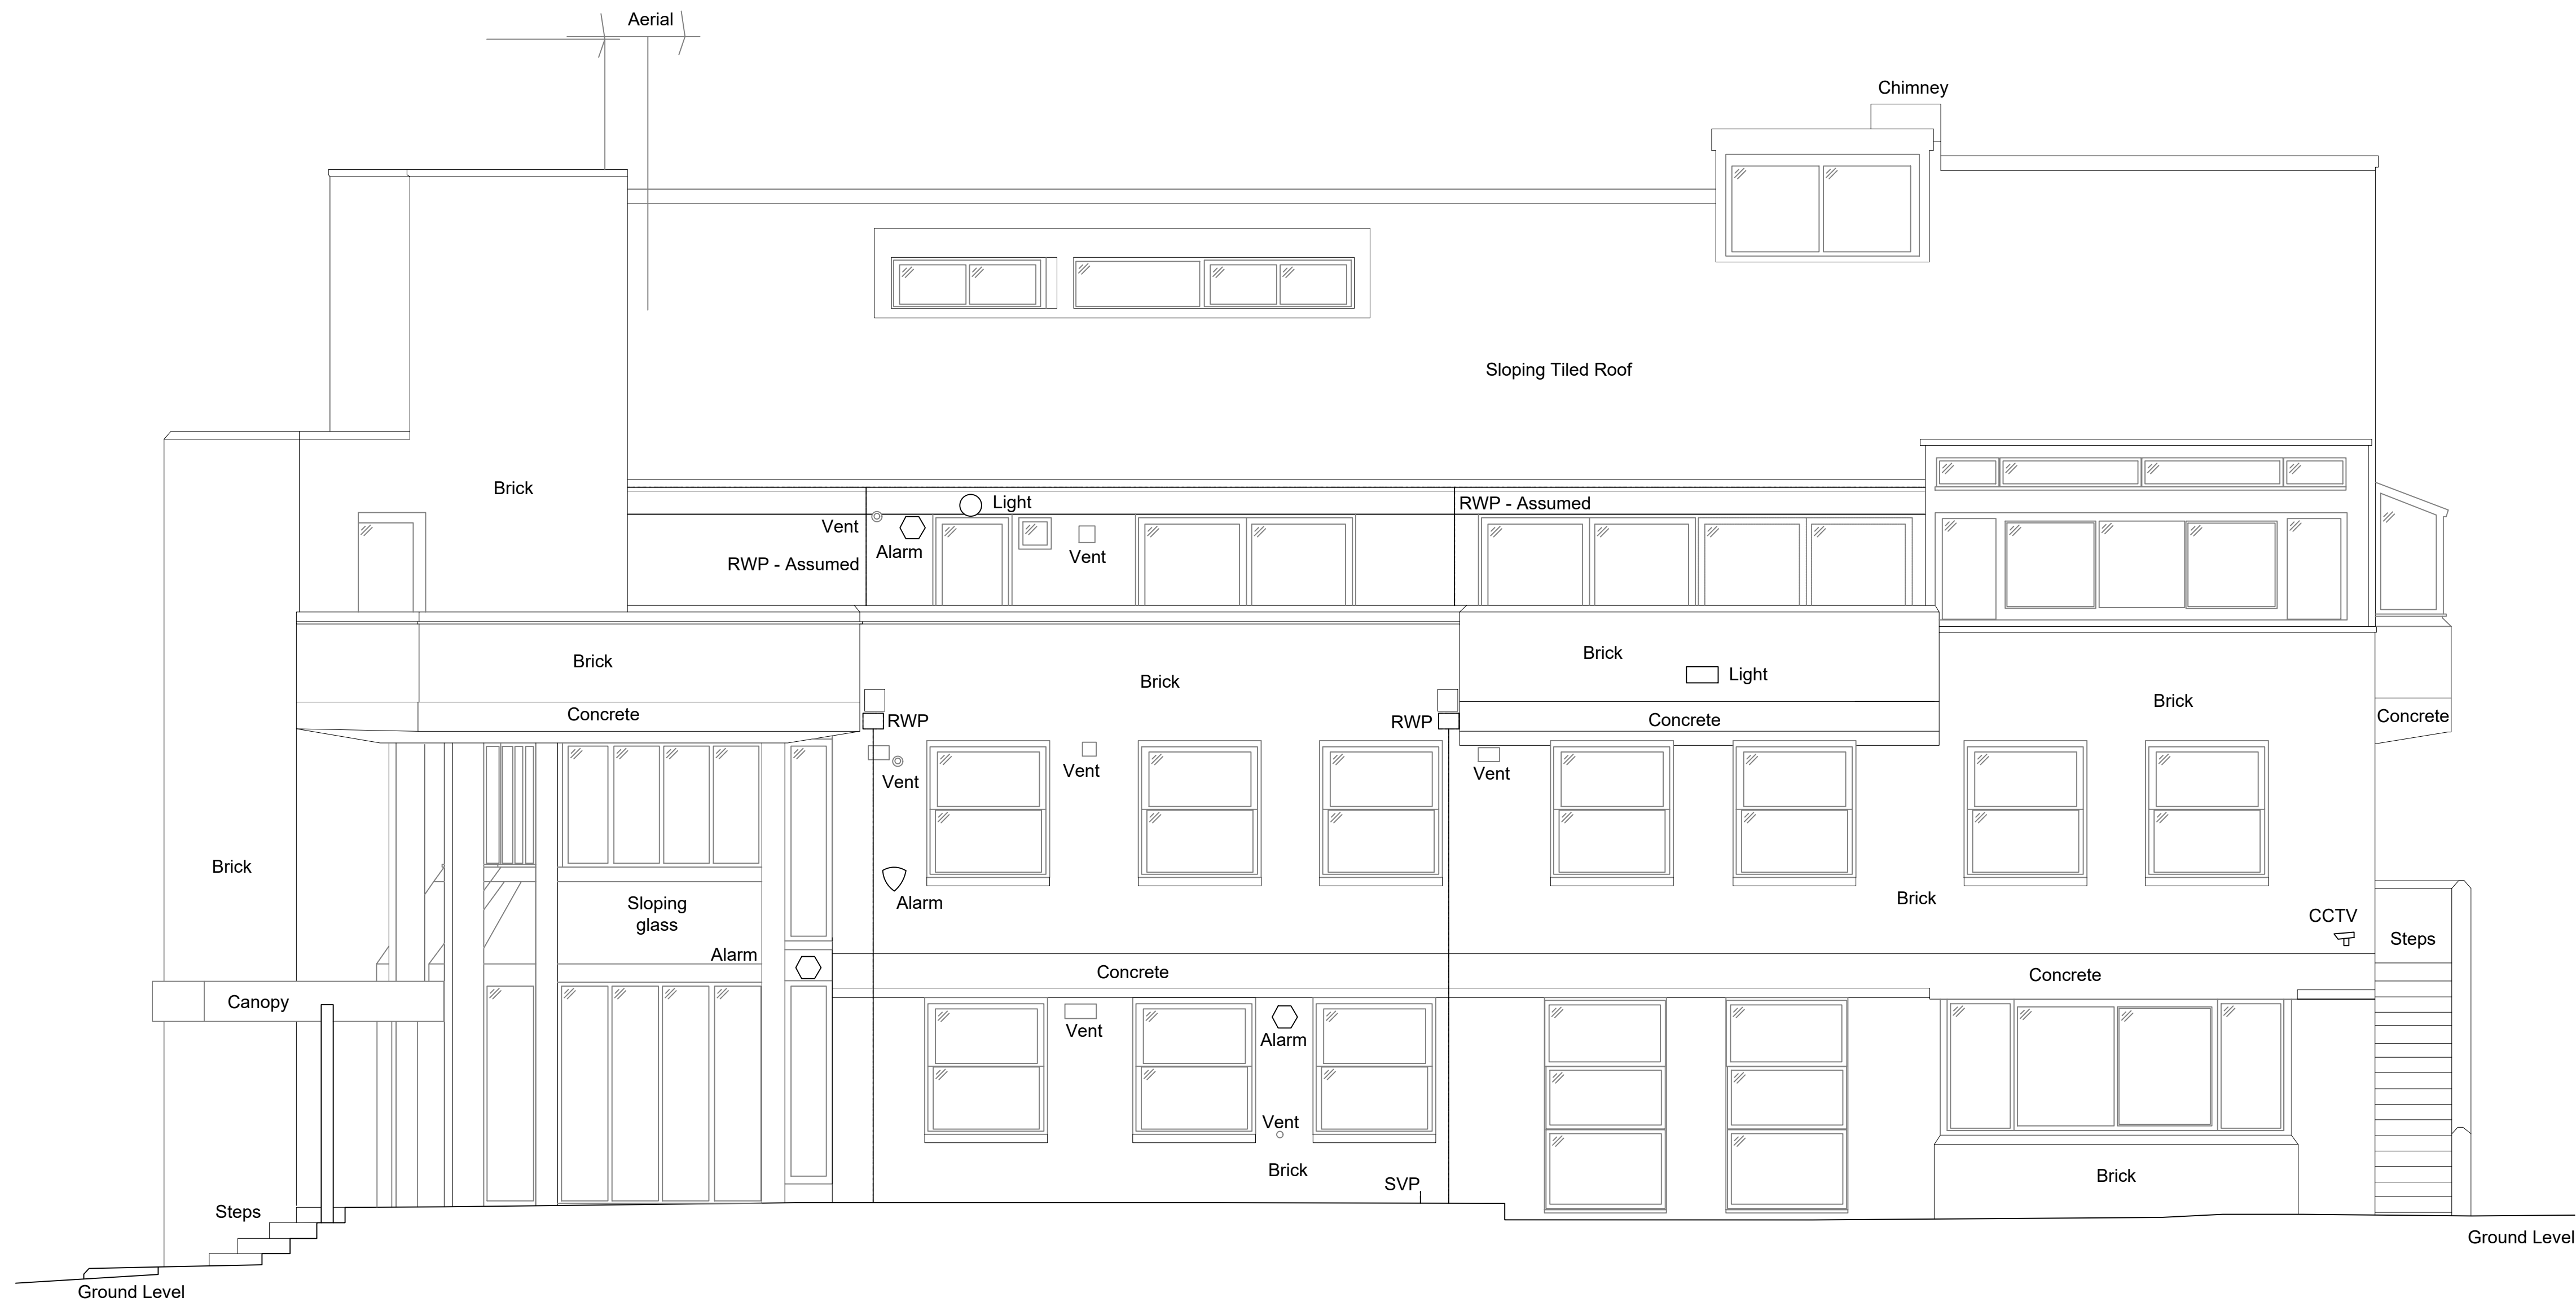 Aerial
Chimney
Sloping Tiled Roof
Brick
Light
RWP - Assumed
Vent
Alarm
Vent
RWP - Assumed
Brick
Brick
Light
Brick
Brick
Concrete
RWP
RWP
Concrete
Concrete
Vent
Vent
Vent
Brick
Alarm
Sloping
glass
Brick
CCTV
Alarm
Steps
Concrete
Concrete
Canopy
Vent
Alarm
Vent
Brick
Brick
SVP
Steps
Ground Level
Ground Level